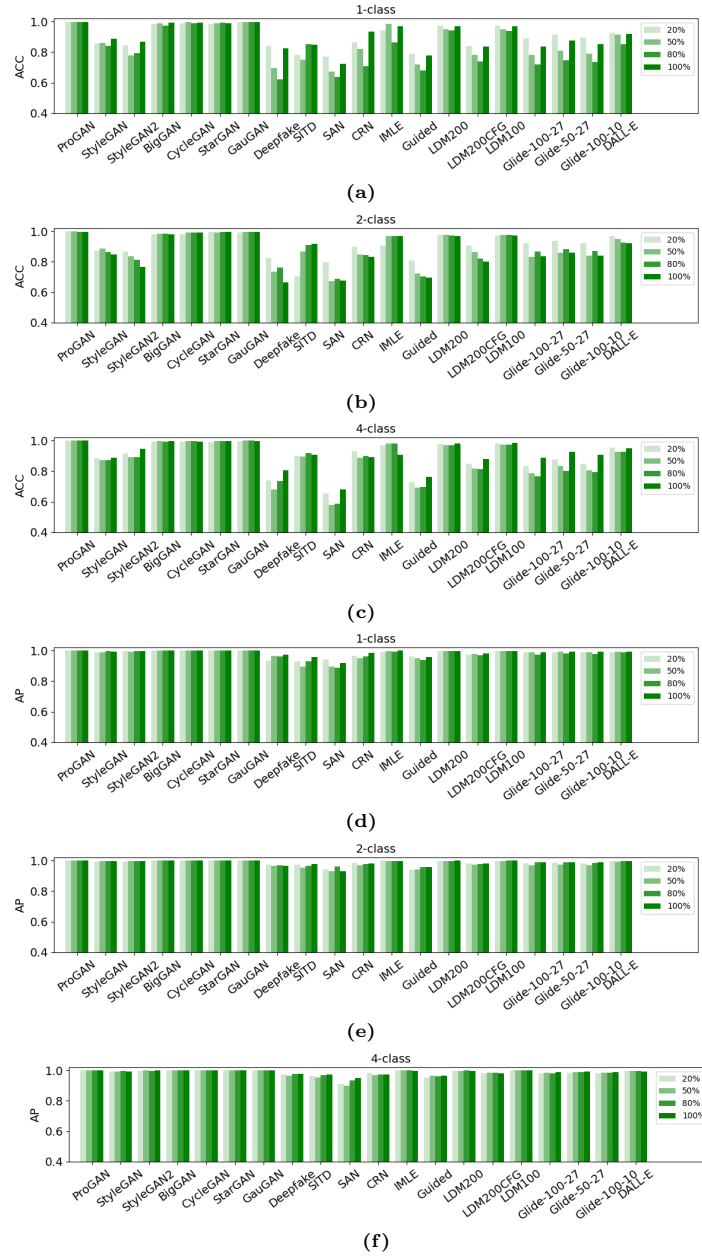 1-class
ACC
1.0
0.8
0.6
0.4
20%
50%
80%
100%
ProGAN
StyleGAN
StyleGAN2
BigGAN
CycleGAN
StarGAN
GauGAN
Deepfake
SITD
SAN
CRN
IMLE
Guided
LDM200
LDM200CFG
LDM100
Glide-100-27
Glide-50-27
Glide-100-10
DALL-E
(a)
2-class
ACC
1.0
0.8
0.6
0.4
20%
50%
80%
100%
ProGAN
StyleGAN
StyleGAN2
BigGAN
CycleGAN
StarGAN
GauGAN
Deepfake
SITD
SAN
CRN
IMLE
Guided
LDM200
LDM200CFG
LDM100
Glide-100-27
Glide-50-27
Glide-100-10
DALL-E
(b)
4-class
ACC
1.0
0.8
0.6
0.4
20%
50%
80%
100%
ProGAN
StyleGAN
StyleGAN2
BigGAN
CycleGAN
StarGAN
GauGAN
Deepfake
SITD
SAN
CRN
IMLE
Guided
LDM200
LDM200CFG
LDM100
Glide-100-27
Glide-50-27
Glide-100-10
DALL-E
(c)
1-class
AP
1.0
0.8
0.6
0.4
20%
50%
80%
100%
ProGAN
StyleGAN
StyleGAN2
BigGAN
CycleGAN
StarGAN
GauGAN
Deepfake
SITD
SAN
CRN
IMLE
Guided
LDM200
LDM200CFG
LDM100
Glide-100-27
Glide-50-27
Glide-100-10
DALL-E
(d)
2-class
AP
1.0
0.8
0.6
0.4
20%
50%
80%
100%
ProGAN
StyleGAN
StyleGAN2
BigGAN
CycleGAN
StarGAN
GauGAN
Deepfake
SITD
SAN
CRN
IMLE
Guided
LDM200
LDM200CFG
LDM100
Glide-100-27
Glide-50-27
Glide-100-10
DALL-E
(e)
4-class
AP
1.0
0.8
0.6
0.4
20%
50%
80%
100%
ProGAN
StyleGAN
StyleGAN2
BigGAN
CycleGAN
StarGAN
GauGAN
Deepfake
SITD
SAN
CRN
IMLE
Guided
LDM200
LDM200CFG
LDM100
Glide-100-27
Glide-50-27
Glide-100-10
DALL-E
(f)